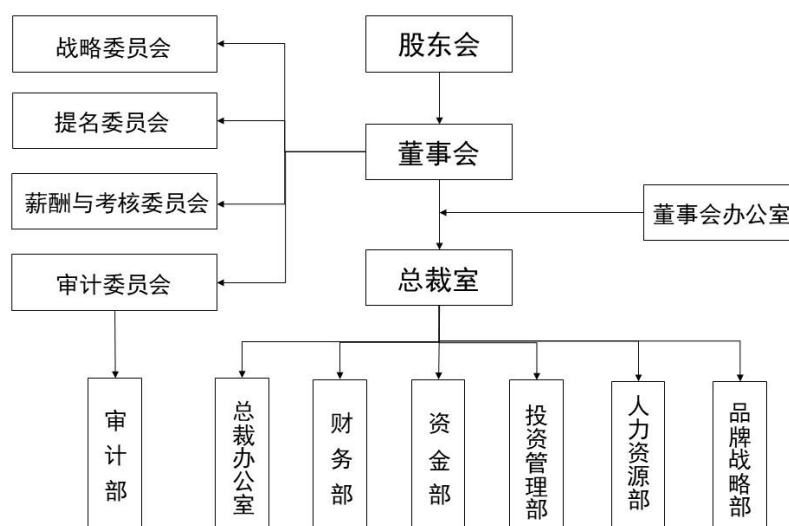 战略委员会
股东会
提名委员会
董事会
薪酬与考核委员会
董事会办公室
审计委员会
总裁室
审计部
总裁办公室
财务部
资金部
投资管理部
人力资源部
品牌战略部